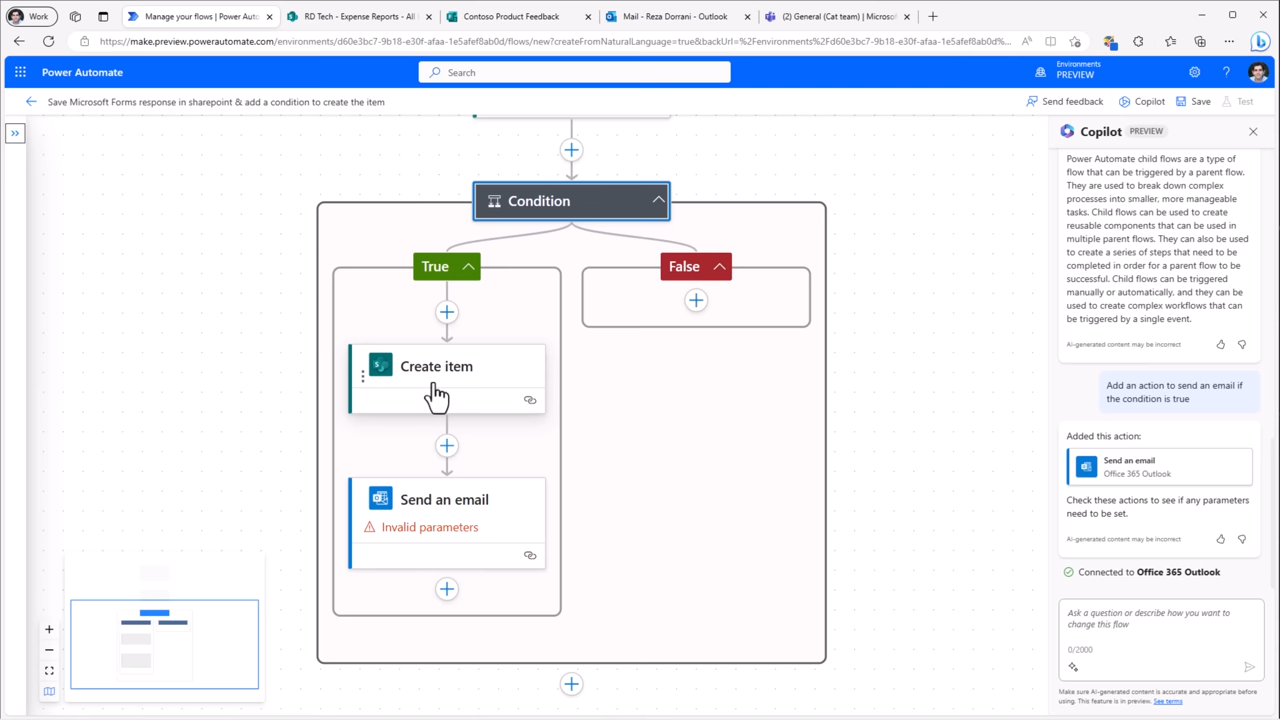 Work
Manage your flows | Power Auto
RD Tech - Expense Reports - All I
Contoso Product Feedback
Mail - Reza Dorrani - Outlook
(2) General (Cat team) | Microsof
https://make.preview.powerautomate.com/environments/d60e3bc7-9b18-e30f-afaa-1e5afef8ab0d/flows/new?createFromNaturalLanguage=true&backUrl=%2Fenvironments%2Fd60e3bc7-9b18-e30f-afaa-1e5afef8ab0d%...
Power Automate
Search
Environments
PREVIEW
Save Microsoft Forms response in sharepoint & add a condition to create the item
Send feedback
Copilot
Save
Test
Condition
True
False
Create item
Send an email
Invalid parameters
Copilot PREVIEW
Power Automate child flows are a type
of flow that can be triggered by a parent flow.
They are used to break down complex
processes into smaller, more manageable
tasks. Child flows can be used to create
reusable components that can be used in
multiple parent flows. They can also be used
to create a series of steps that need to be
completed in order for a parent flow to be
successful. Child flows can be triggered
manually or automatically, and they can be
used to create complex workflows that can
be triggered by a single event.
AI-generated content may be incorrect
Add an action to send an email if
the condition is true
Added this action:
Send an email
Office 365 Outlook
Check these actions to see if any parameters
need to be set.
AI-generated content may be incorrect
Connected to Office 365 Outlook
Ask a question or describe how you want to
change this flow
0/2000
Make sure AI-generated content is accurate and appropriate before
using. This feature is in preview. See terms